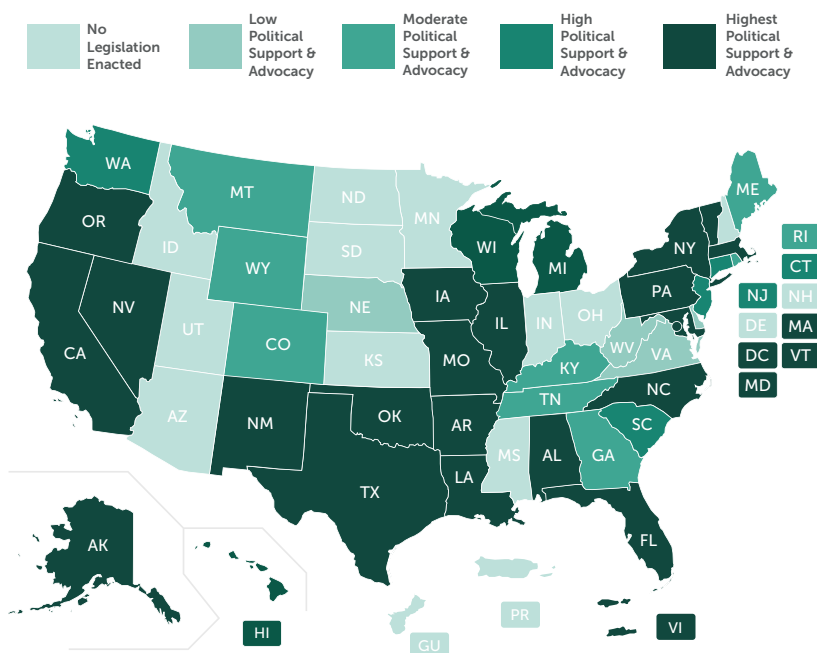 No
Legislation
Enacted
Low
Political
Support &
Advocacy
Moderate
Political
Support &
Advocacy
High
Political
Support &
Advocacy
Highest
Political
Support &
Advocacy
WA
MT
ND
MN
ME
OR
ID
SD
WI
MI
NY
RI
WY
CT
NV
NE
IA
PA
NJ
NH
UT
CO
IL
IN
OH
DE
MA
CA
KS
MO
WV
VA
DC
VT
KY
MD
AZ
NM
OK
TN
NC
AR
SC
MS
AL
GA
TX
LA
FL
AK
HI
GU
PR
VI